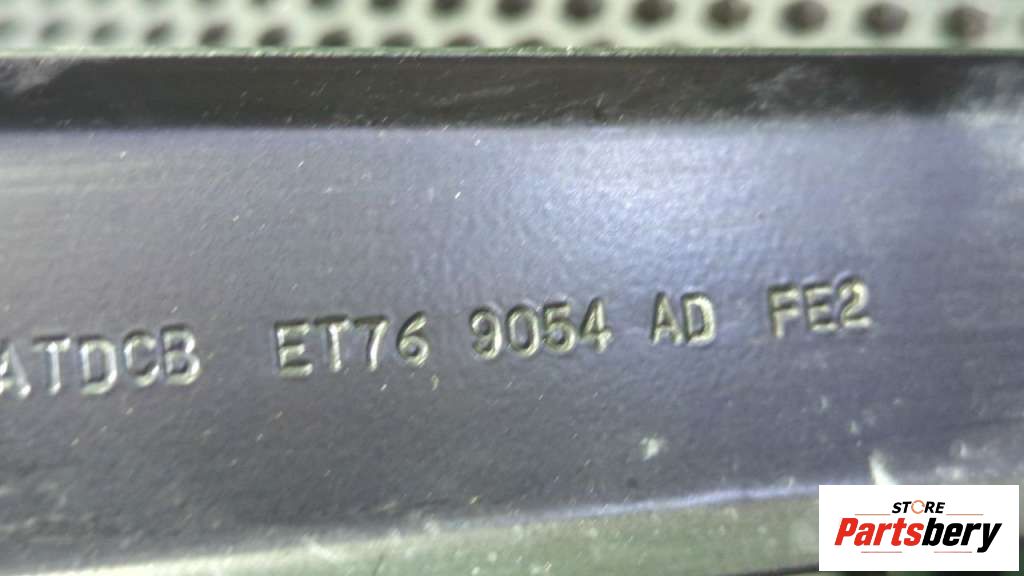 ATDCB ET76 9054 AD FE2
STORE
Partsbery